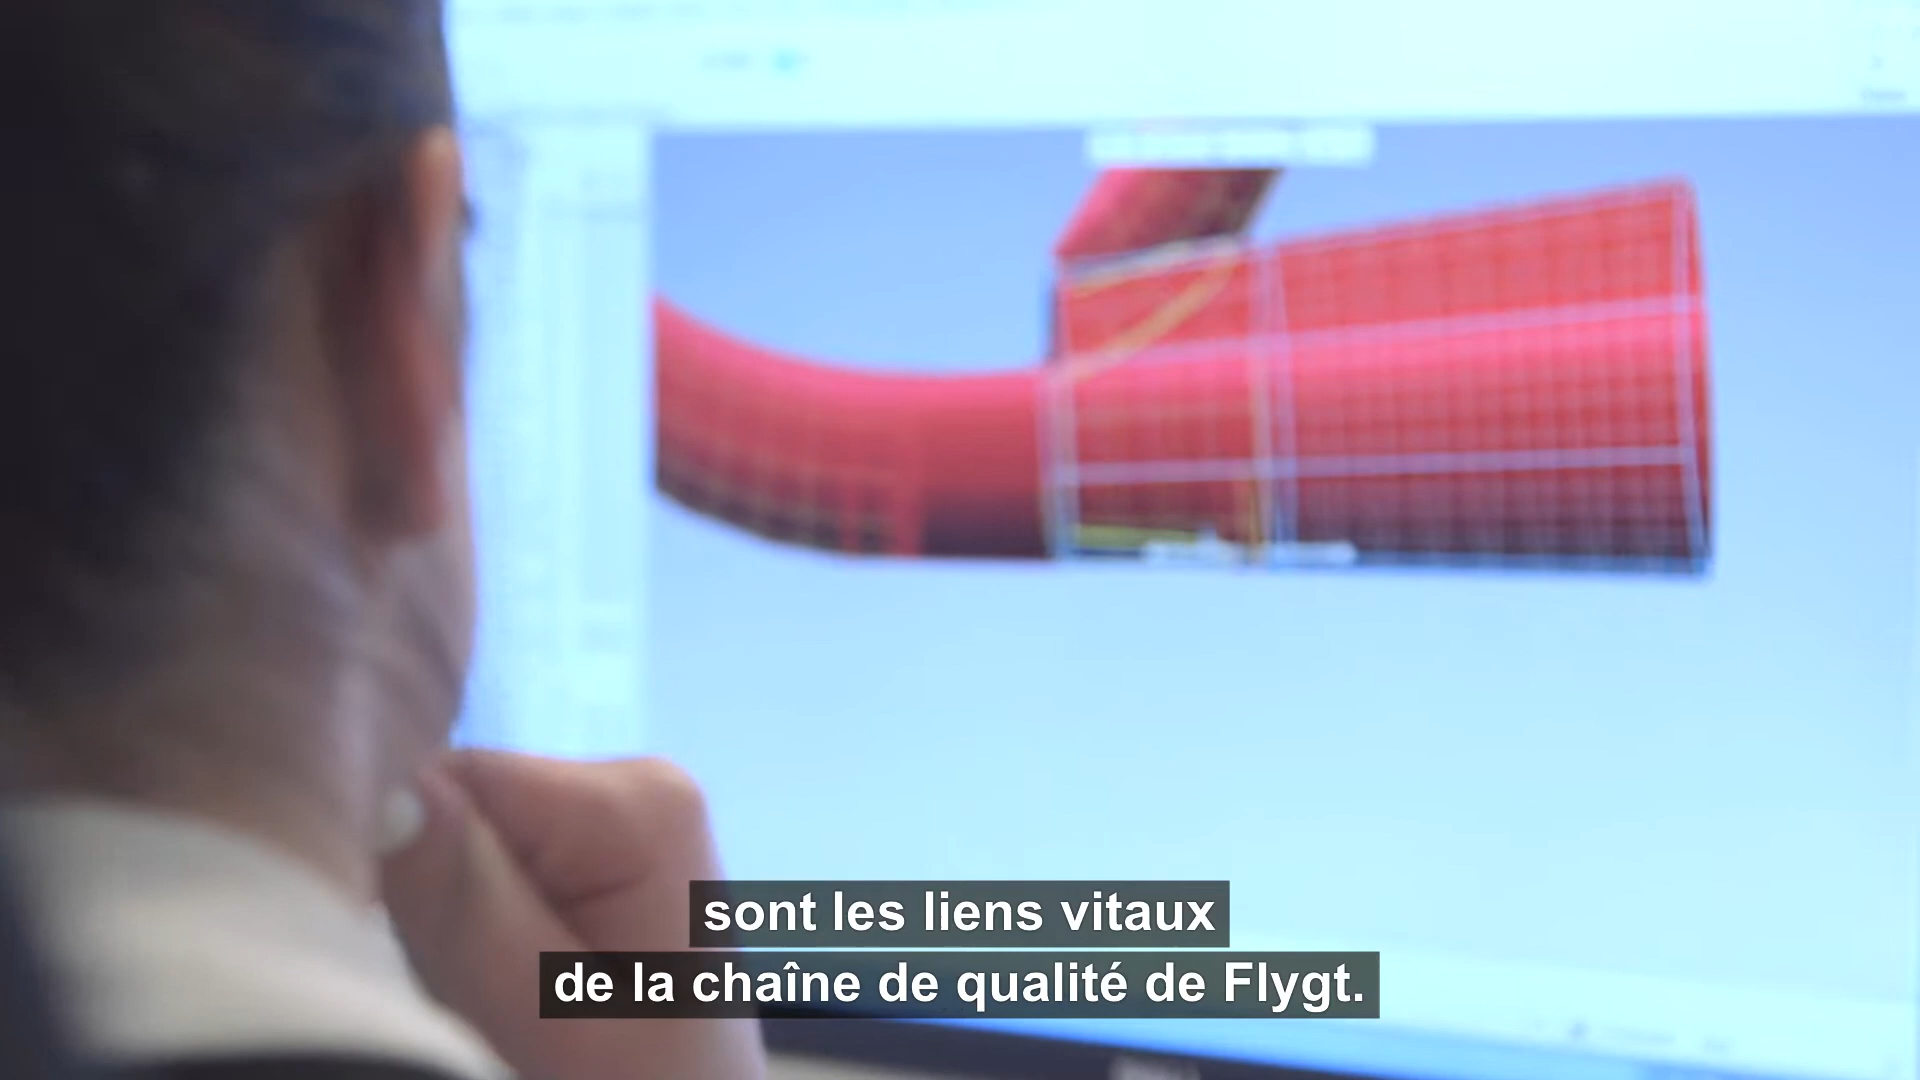 sont les liens vitaux
de la chaîne de qualité de Flygt.